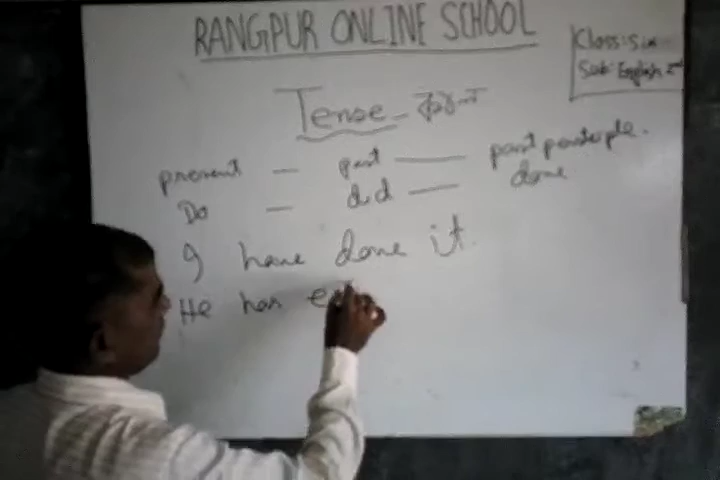 RANGPUR ONLINE SCHOOL
Class: Six
Sub: English 2nd
Tense -
present — past — past participle.
Do — did — done
I have done it.
He has